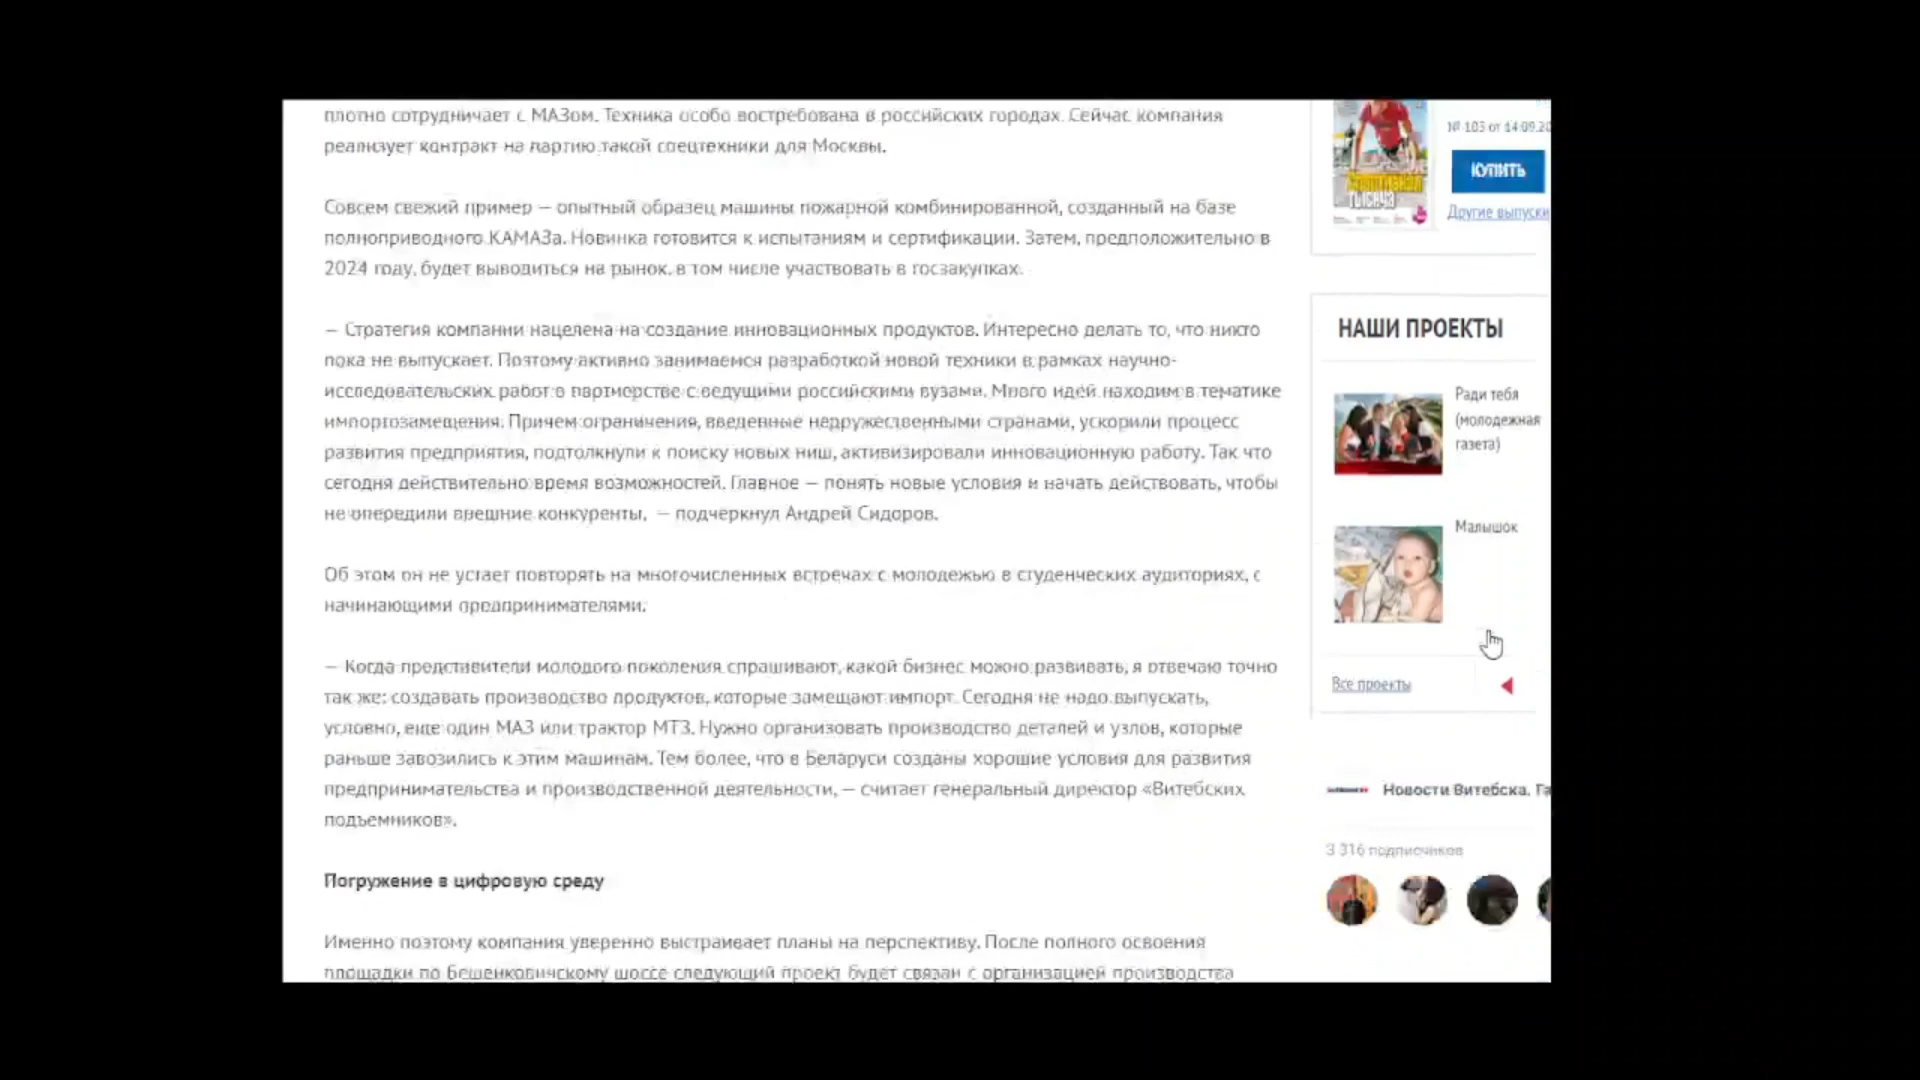 плотно сотрудничает с МАЗом. Техника особо востребована в российских городах. Сейчас компания
реализует контракт на партию такой спецтехники для Москвы.
Совсем свежий пример — опытный образец машины пожарной комбинированной, созданный на базе
полноприводного КАМАЗа. Новинка готовится к испытаниям и сертификации. Затем, предположительно в
2024 году, будет выводиться на рынок, в том числе участвовать в госзакупках.
— Стратегия компании нацелена на создание инновационных продуктов. Интересно делать то, что никто
пока не выпускает. Поэтому активно занимаемся разработкой новой техники в рамках научно-
исследовательских работ в партнерстве с ведущими российскими вузами. Много идей находим в тематике
импортозамещения. Причем ограничения, введенные недружественными странами, ускорили процесс
развития предприятия, подтолкнули к поиску новых ниш, активизировали инновационную работу. Так что
сегодня действительно время возможностей. Главное — понять новые условия и начать действовать, чтобы
не опередили внешние конкуренты, — подчеркнул Андрей Сидоров.
Об этом он не устает повторять на многочисленных встречах с молодежью в студенческих аудиториях, с
начинающими предпринимателями.
— Когда представители молодого поколения спрашивают, какой бизнес можно развивать, я отвечаю точно
так же: создавать производство продуктов, которые замещают импорт. Сегодня не надо выпускать,
условно, еще один МАЗ или трактор МТЗ. Нужно организовать производство деталей и узлов, которые
раньше завозились к этим машинам. Тем более, что в Беларуси созданы хорошие условия для развития
предпринимательства и производственной деятельности, — считает генеральный директор «Витебских
подъемников».
Погружение в цифровую среду
Именно поэтому компания уверенно выстраивает планы на перспективу. После полного освоения
площадки по Бешенковичскому шоссе следующий проект будет связан с организацией производства
№ 103 от 14.09.20
КУПИТЬ
Другие выпуски
НАШИ ПРОЕКТЫ
Ради тебя
(молодежная
газета)
Малышок
Все проекты
Новости Витебска. Га
3 316 подписчиков